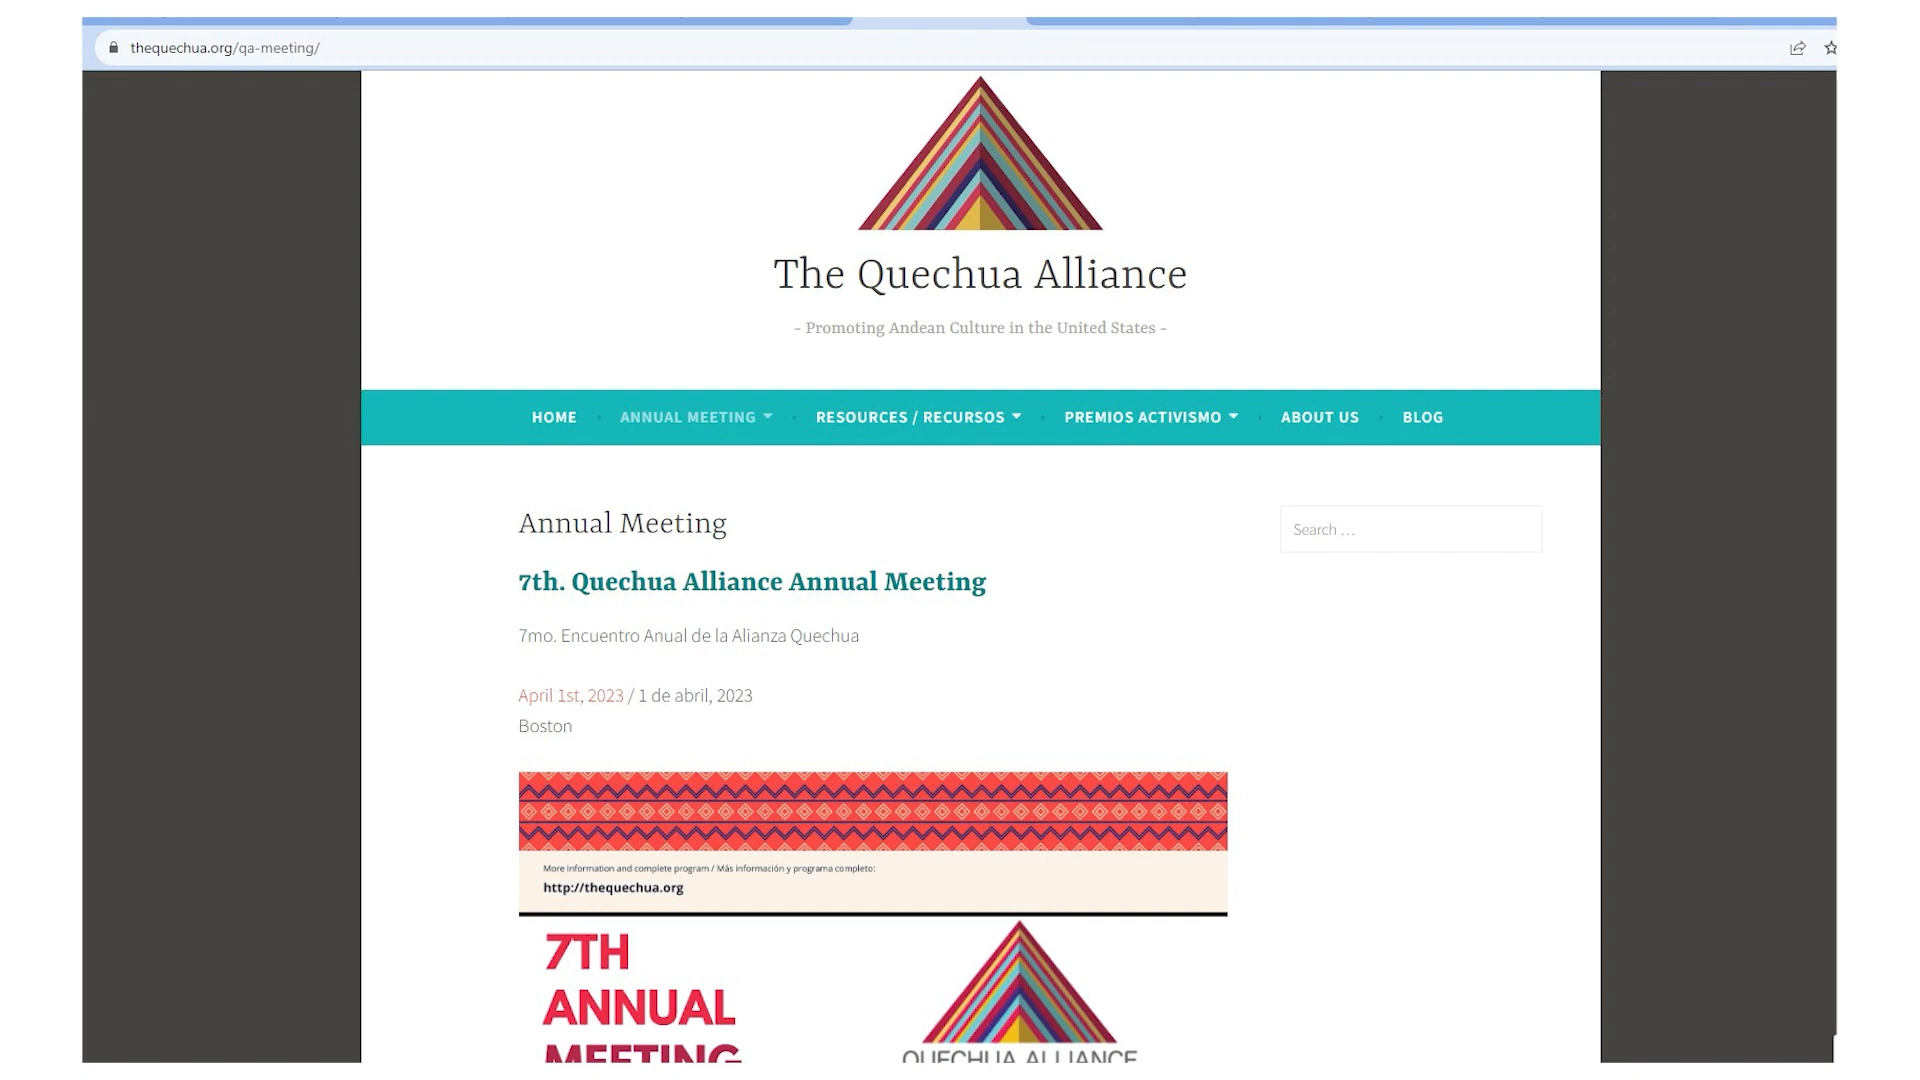 thequechua.org/qa-meeting/
The Quechua Alliance
- Promoting Andean Culture in the United States -
HOME
ANNUAL MEETING
RESOURCES / RECURSOS
PREMIOS ACTIVISMO
ABOUT US
BLOG
Annual Meeting
Search ...
7th. Quechua Alliance Annual Meeting
7mo. Encuentro Anual de la Alianza Quechua
April 1st, 2023 / 1 de abril, 2023
Boston
More information and complete program / Más información y programa completo:
http://thequechua.org
7TH
ANNUAL
MEETING
QUECHUA ALLIANCE